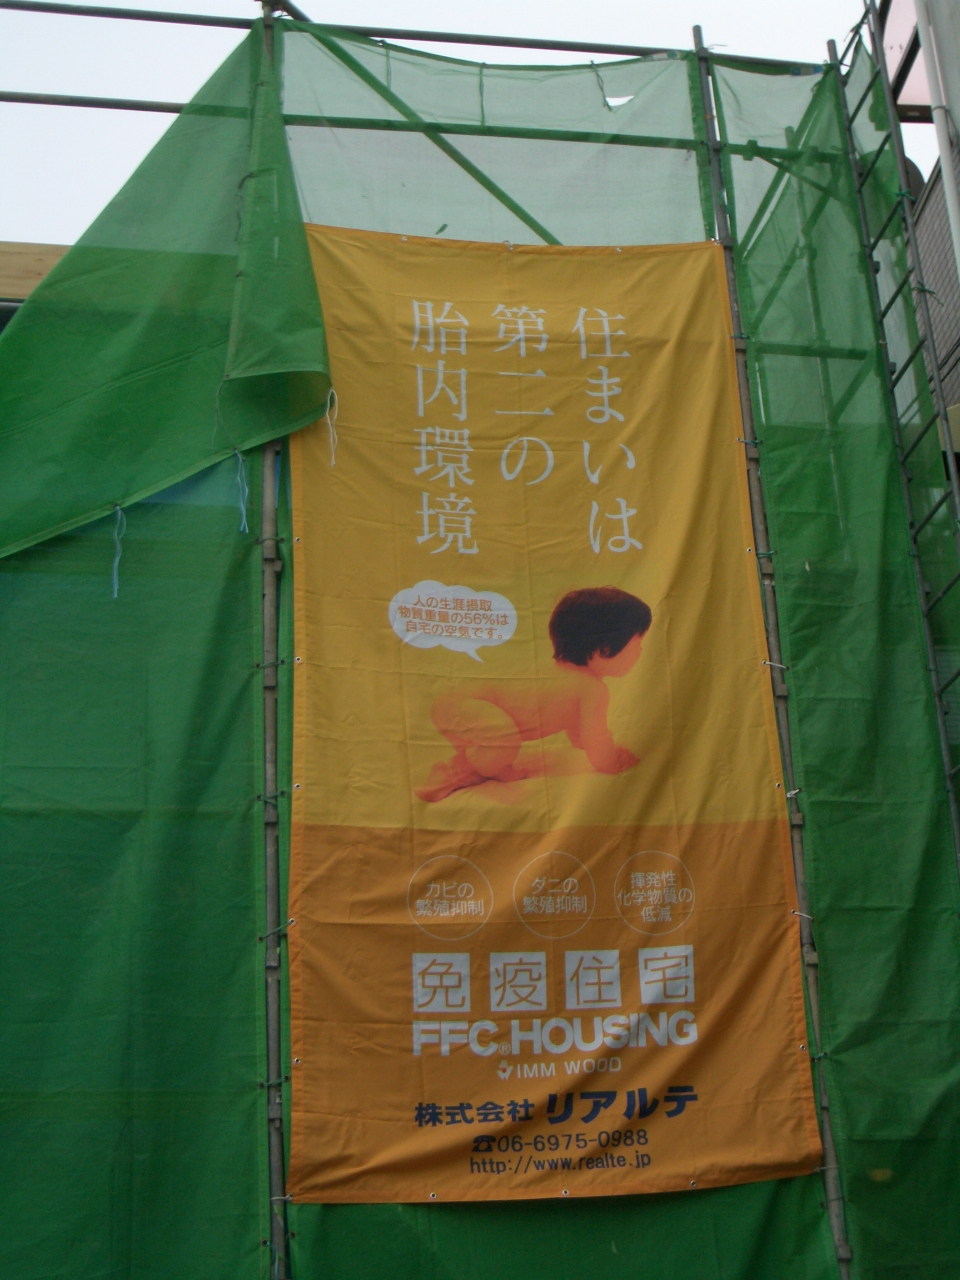 住まいは
第二の
胎内環境
人の生涯摂取
物質重量の56%は
自宅の空気です。
カビの
繁殖抑制
ダニの
繁殖抑制
揮発性
化学物質の
低減
免疫住宅
FFC®HOUSING
IMM WOOD
株式会社 リアルテ
☎06-6975-0988
http://www.realte.jp